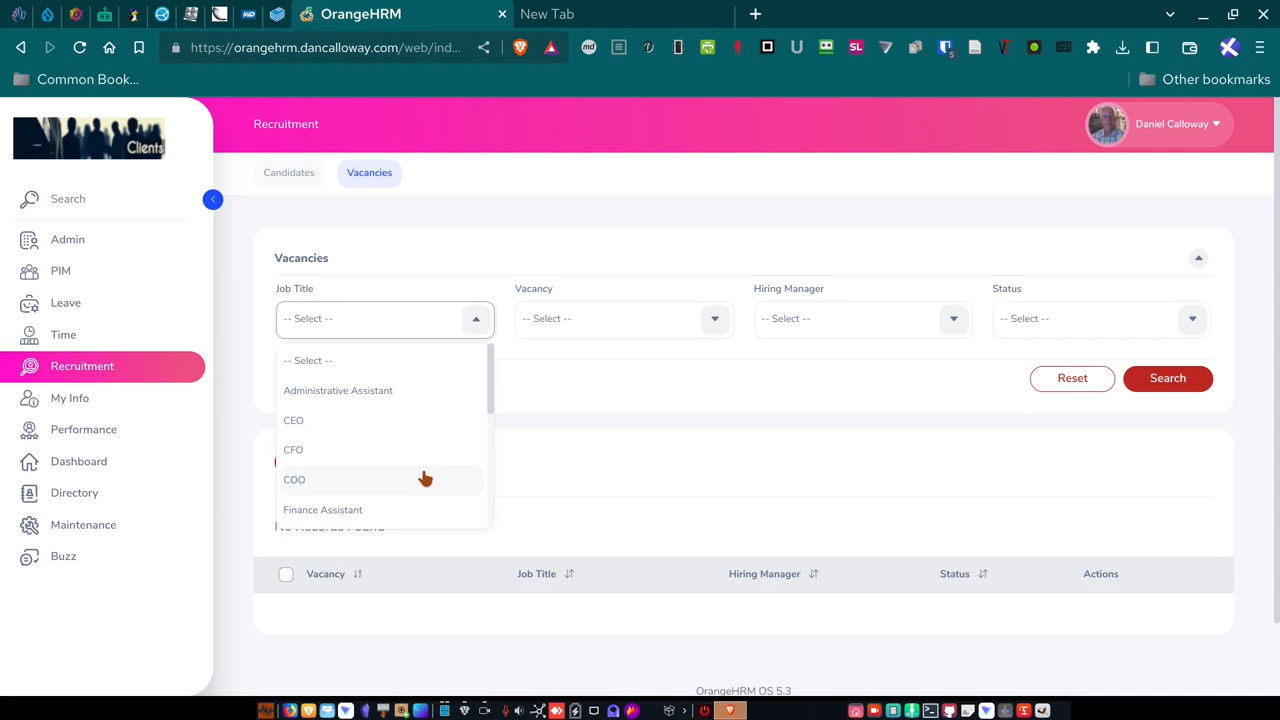 OrangeHRM
New Tab
https://orangehrm.dancalloway.com/web/ind...
Common Book...
Other bookmarks
Clients
Recruitment
Daniel Calloway
Candidates
Vacancies
Search
Admin
PIM
Leave
Time
Recruitment
My Info
Performance
Dashboard
Directory
Maintenance
Buzz
Vacancies
Job Title
Vacancy
Hiring Manager
Status
-- Select --
-- Select --
-- Select --
-- Select --
-- Select --
Administrative Assistant
CEO
CFO
COO
Finance Assistant
Reset
Search
No Records Found
Vacancy
Job Title
Hiring Manager
Status
Actions
OrangeHRM OS 5.3